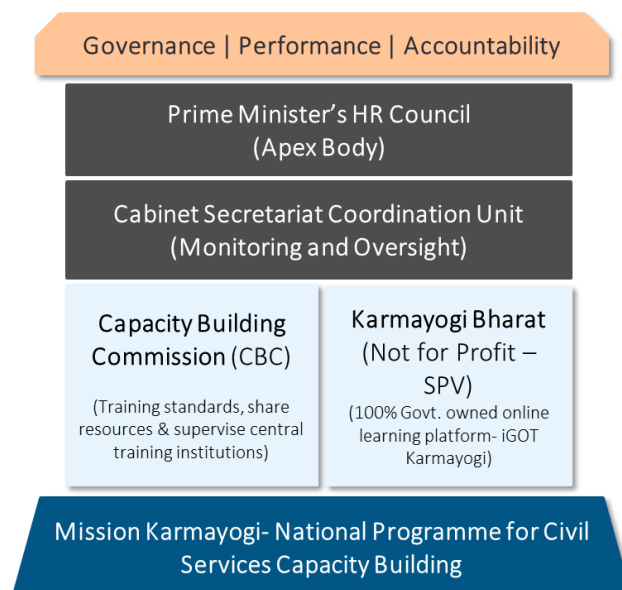 Governance | Performance | Accountability
Prime Minister’s HR Council
(Apex Body)
Cabinet Secretariat Coordination Unit
(Monitoring and Oversight)
Capacity Building
Commission (CBC)
(Training standards, share
resources & supervise central
training institutions)
Karmayogi Bharat
(Not for Profit –
SPV)
(100% Govt. owned online
learning platform- iGOT
Karmayogi)
Mission Karmayogi- National Programme for Civil
Services Capacity Building